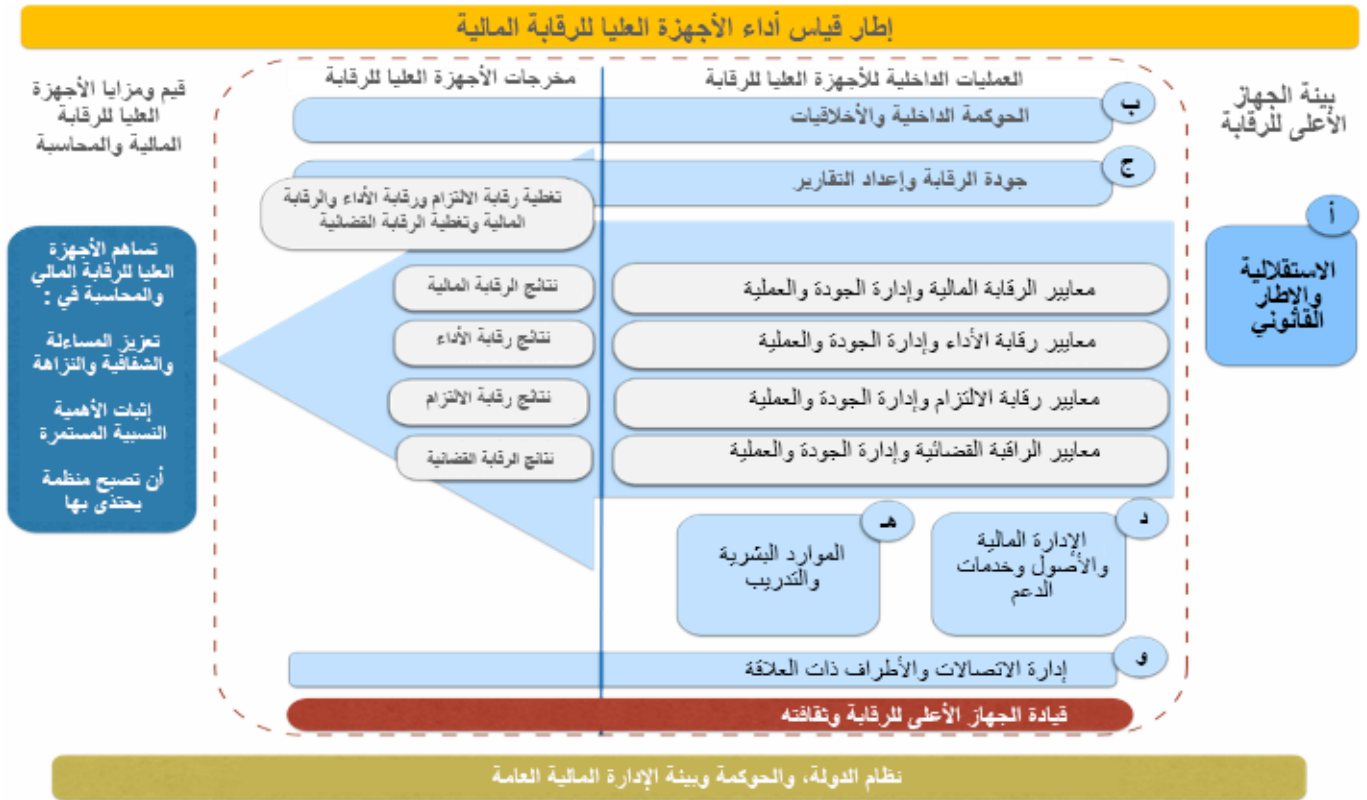 إطار قياس أداء الأجهزة العليا للرقابة المالية
بيئة الجهاز
الأعلى للرقابة
أ
الاستقلالية
والإطار
القانوني
العمليات الداخلية للأجهزة العليا للرقابة
مخرجات الأجهزة العليا للرقابة
ب
الحوكمة الداخلية والأخلاقيات
ج
جودة الرقابة وإعداد التقارير
تغطية رقابة الالتزام ورقابة الأداء والرقابة
المالية وتغطية الرقابة القضائية
معايير الرقابة المالية وإدارة الجودة والعملية
نتائج الرقابة المالية
معايير رقابة الأداء وإدارة الجودة والعملية
نتائج رقابة الأداء
معايير رقابة الالتزام وإدارة الجودة والعملية
نتائج رقابة الالتزام
معايير الراقبة القضائية وإدارة الجودة والعملية
نتائج الرقابة القضائية
د
الإدارة المالية
والأصول وخدمات
الدعم
هـ
الموارد البشرية
والتدريب
و
إدارة الاتصالات والأطراف ذات العلاقة
قيادة الجهاز الأعلى للرقابة وثقافته
قيم ومزايا الأجهزة
العليا للرقابة
المالية والمحاسبة
تساهم الأجهزة
العليا للرقابة المالي
والمحاسبة في :
تعزيز المساءلة
والشفافية والنزاهة
إثبات الأهمية
النسبية المستمرة
أن تصبح منظمة
يحتذى بها
نظام الدولة، والحوكمة وبيئة الإدارة المالية العامة